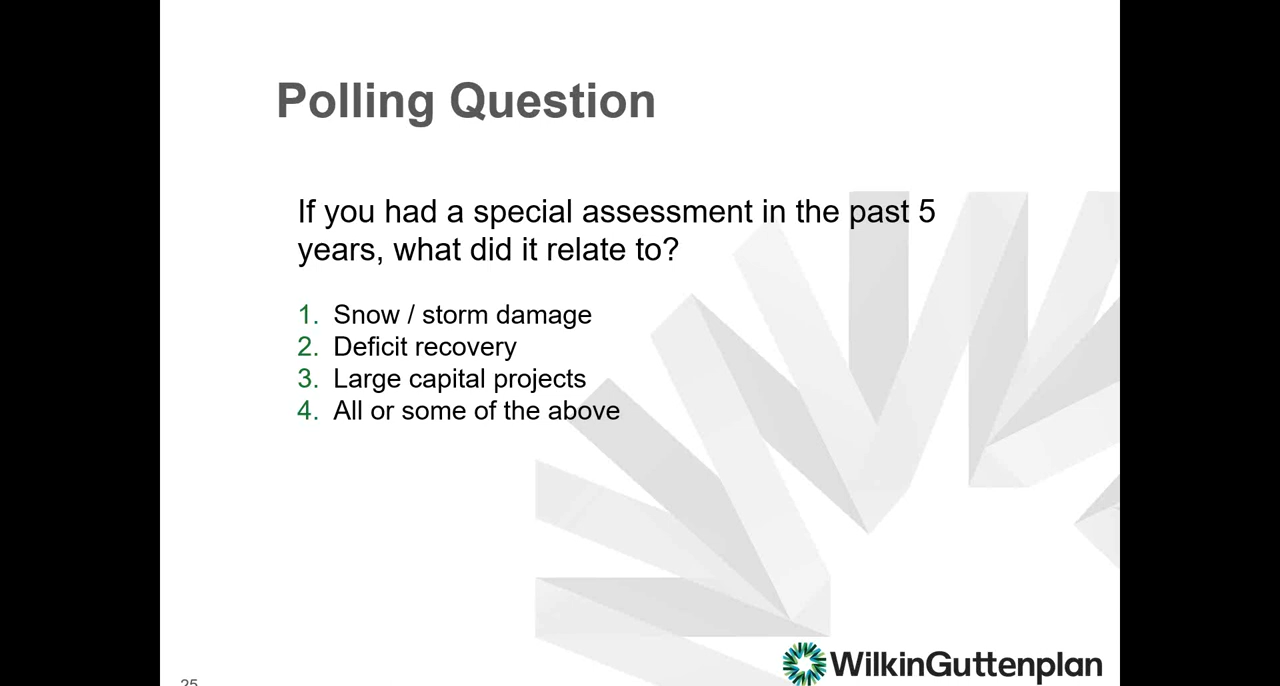 Polling Question
If you had a special assessment in the past 5
years, what did it relate to?
1. Snow / storm damage
2. Deficit recovery
3. Large capital projects
4. All or some of the above
WilkinGuttenplan
25